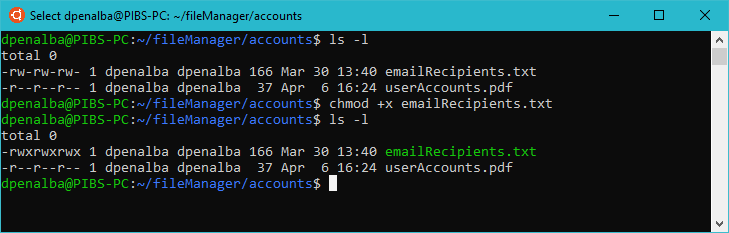 Select dpenalba@PIBS-PC: ~/fileManager/accounts
dpenalba@PIBS-PC:~/fileManager/accounts$ ls -l
total 0
-rw-rw-rw- 1 dpenalba dpenalba 166 Mar 30 13:40 emailRecipients.txt
-r--r--r-- 1 dpenalba dpenalba  37 Apr  6 16:24 userAccounts.pdf
dpenalba@PIBS-PC:~/fileManager/accounts$ chmod +x emailRecipients.txt
dpenalba@PIBS-PC:~/fileManager/accounts$ ls -l
total 0
-rwxrwxrwx 1 dpenalba dpenalba 166 Mar 30 13:40 emailRecipients.txt
-r--r--r-- 1 dpenalba dpenalba  37 Apr  6 16:24 userAccounts.pdf
dpenalba@PIBS-PC:~/fileManager/accounts$